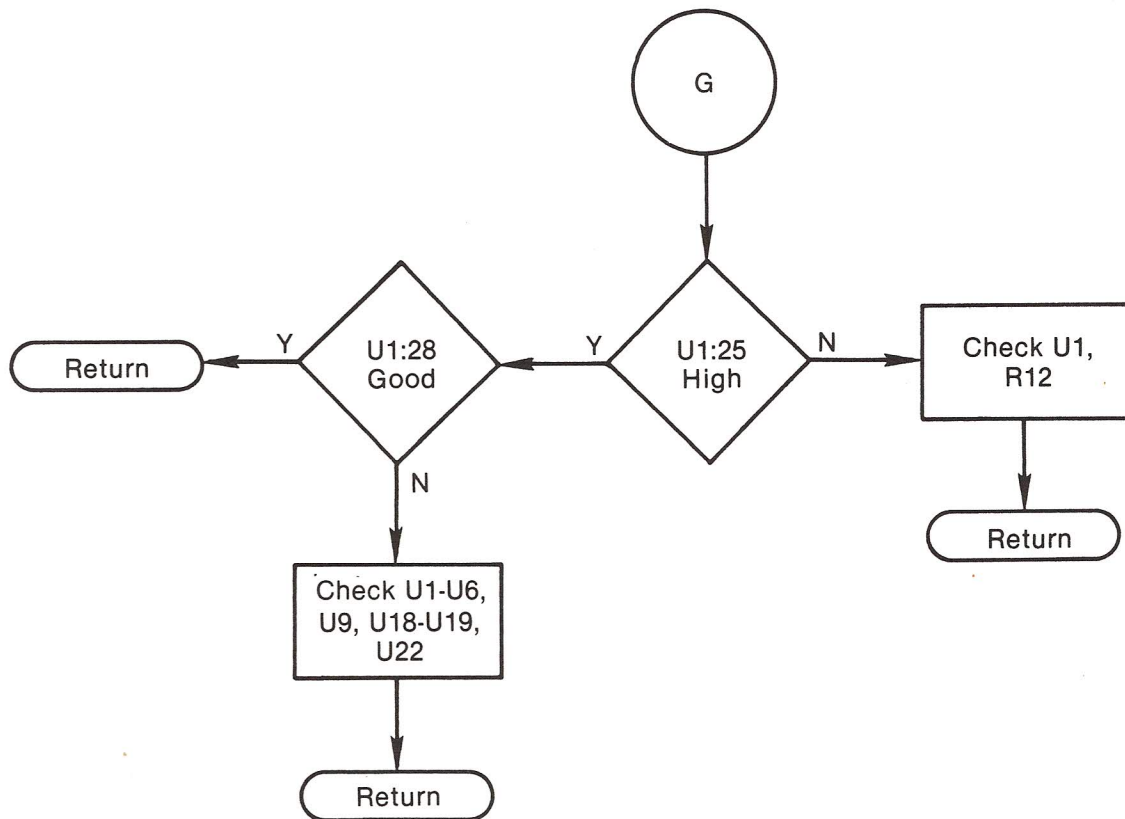 G
U1:25
High
Y
N
Check U1,
R12
Return
U1:28
Good
Y
Return
N
Check U1-U6,
U9, U18-U19,
U22
Return